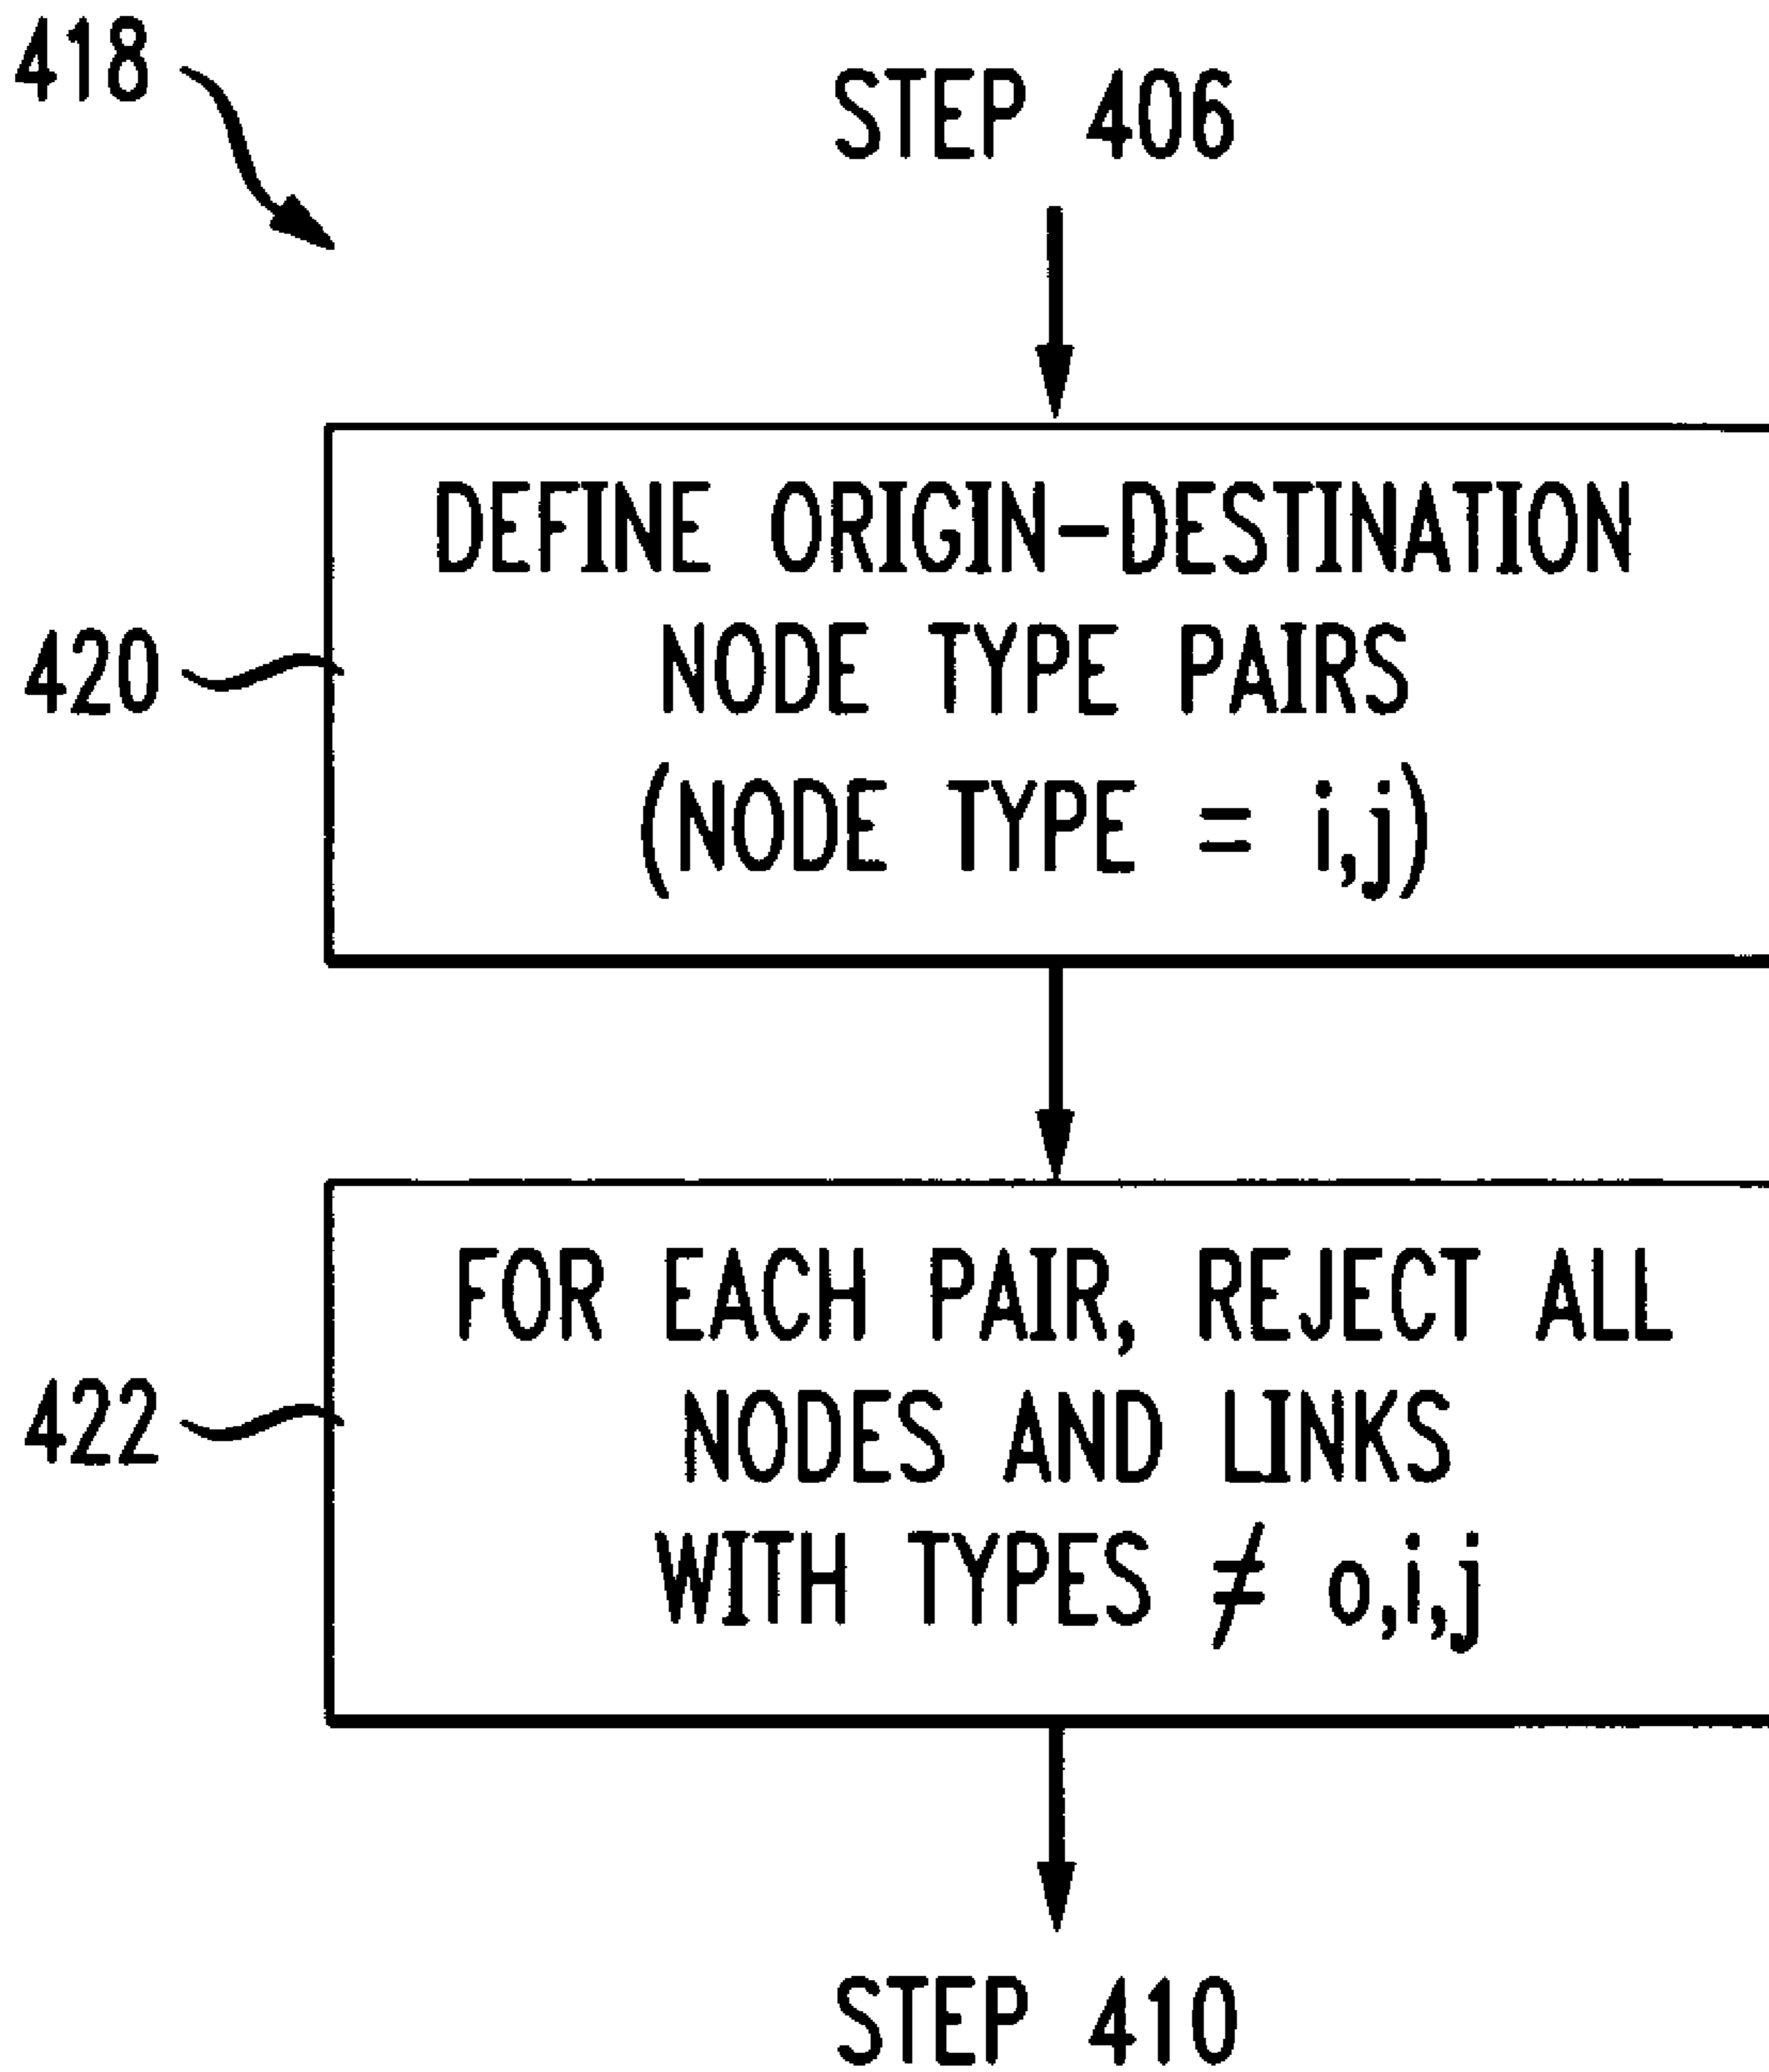 418
STEP 406
DEFINE ORIGIN-DESTINATION
NODE TYPE PAIRS
(NODE TYPE = i,j)
420
FOR EACH PAIR, REJECT ALL
NODES AND LINKS
WITH TYPES ≠ o,i,j
422
STEP 410